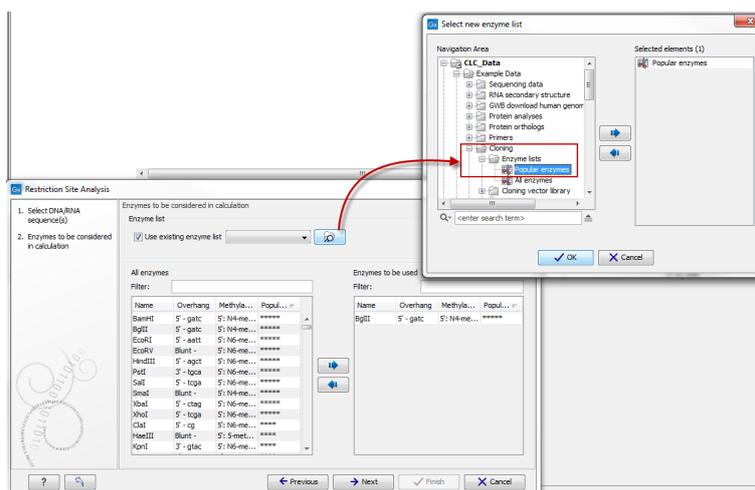 Select new enzyme list
Navigation Area
CLC_Data
Example Data
Sequencing data
RNA secondary structure
GWB download human genom
Protein analyses
Protein orthologs
Primers
Cloning
Enzyme lists
Popular enzymes
All enzymes
Cloning vector library
<enter search term>
Selected elements (1)
Popular enzymes
OK
Cancel
Restriction Site Analysis
1. Select DNA/RNA
sequence(s)
2. Enzymes to be considered
in calculation
Enzymes to be considered in calculation
Enzyme list
Use existing enzyme list
All enzymes
Filter:
Name Overhang Methyla... Popul...
BamHI 5' - gatc 5': N4-me... *****
BglII 5' - gatc 5': N4-me... *****
EcoRI 5' - aatt 5': N6-me... *****
EcoRV Blunt - 5': N6-me... *****
HindIII 5' - agct 5': N6-me... *****
PstI 3' - tgca 5': N6-me... *****
SalI 5' - tcga 5': N6-me... *****
SmaI Blunt - 5': N4-me... *****
XbaI 5' - ctag 5': N6-me... *****
XhoI 5' - tcga 5': N6-me... *****
ClaI 5' - cg 5': N6-me... ****
HaeIII Blunt - 5': 5-met... ****
KpnI 3' - gtac 5': N6-me... ****
Enzymes to be used
Filter:
Name Overhang Methyla... Popul...
BglII 5' - gatc 5': N4-me... *****
?
Previous
Next
Finish
Cancel